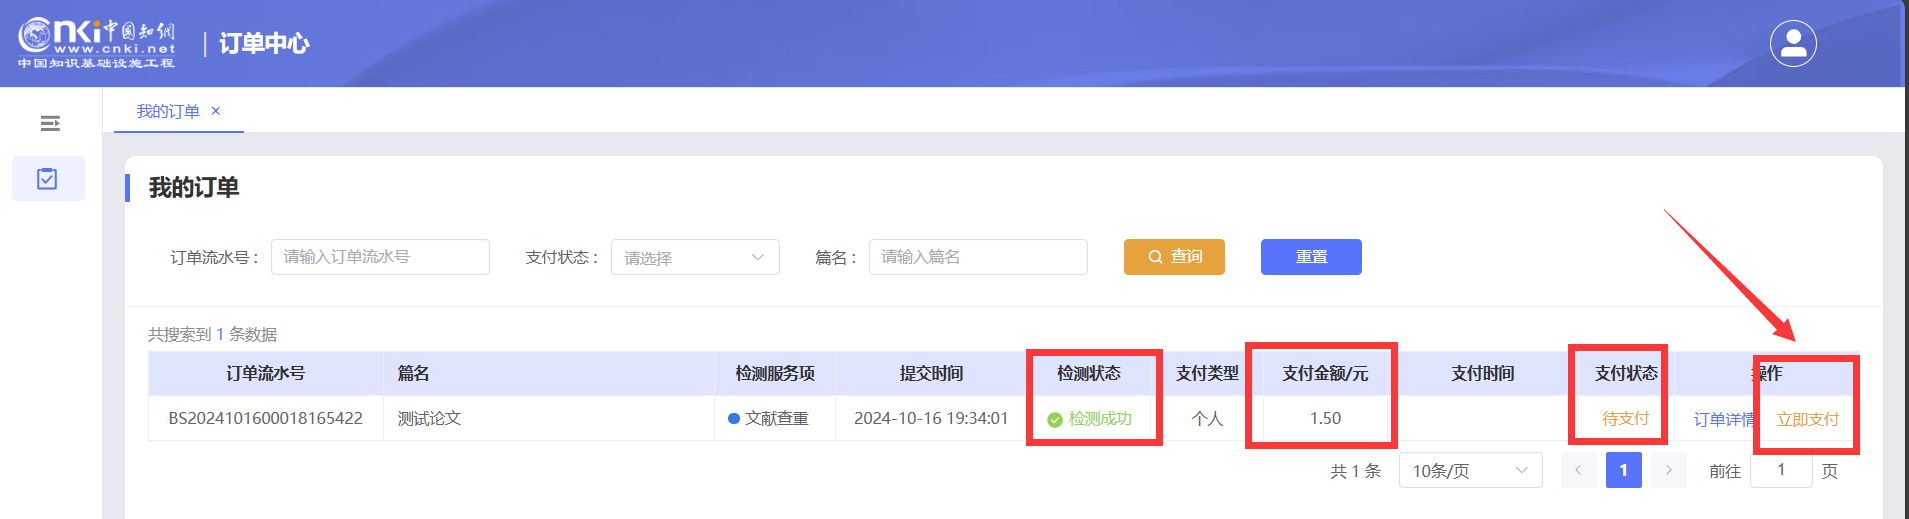 Cnki中国知网
www.cnki.net
中国知识基础设施工程
订单中心
我的订单 ×
我的订单
订单流水号： 请输入订单流水号 支付状态： 请选择 篇名： 请输入篇名 查询 重置
共搜索到 1 条数据
订单流水号 篇名 检测服务项 提交时间 检测状态 支付类型 支付金额/元 支付时间 支付状态 操作
BS2024101600018165422 测试论文 文献查重 2024-10-16 19:34:01 检测成功 个人 1.50 待支付 订单详情 立即支付
共 1 条 10条/页 < 1 > 前往 1 页